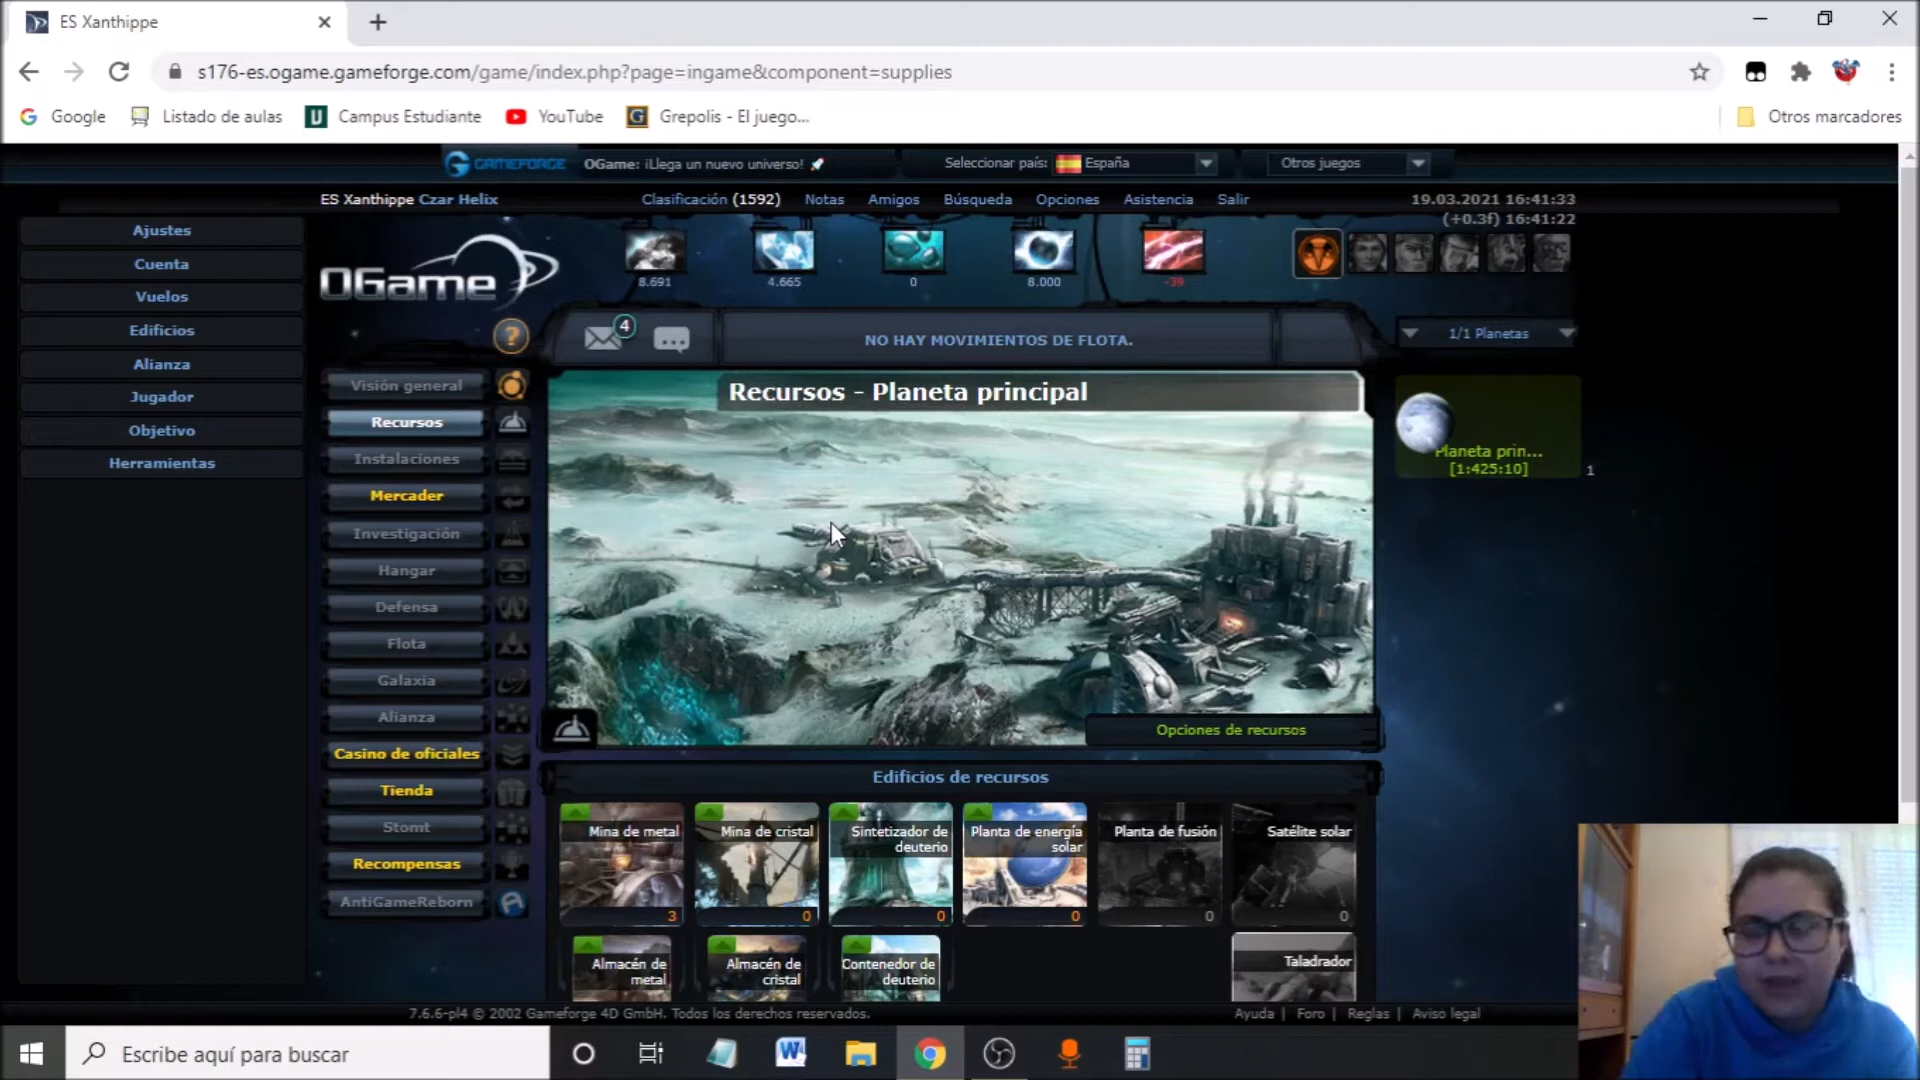 ES Xanthippe
s176-es.ogame.gameforge.com/game/index.php?page=ingame&component=supplies
Google
Listado de aulas
Campus Estudiante
YouTube
Grepolis - El juego...
Otros marcadores
GAMEFORGE
OGame: ¡Llega un nuevo universo! 🚀
Seleccionar país:
España
Otros juegos
ES Xanthippe Czar Helix
Clasificación (1592)
Notas
Amigos
Búsqueda
Opciones
Asistencia
Salir
19.03.2021 16:41:33
(+0.3f) 16:41:22
Ajustes
Cuenta
Vuelos
Edificios
Alianza
Jugador
Objetivo
Herramientas
OGame
8.691
4.665
0
8.000
-39
4
NO HAY MOVIMIENTOS DE FLOTA.
1/1 Planetas
Planeta prin...
[1:425:10]
1
Visión general
Recursos
Instalaciones
Mercader
Investigación
Hangar
Defensa
Flota
Galaxia
Alianza
Casino de oficiales
Tienda
Stomt
Recompensas
AntiGameReborn
Recursos - Planeta principal
Opciones de recursos
Edificios de recursos
Mina de metal
3
Mina de cristal
0
Sintetizador de
deuterio
0
Planta de energía
solar
0
Planta de fusión
0
Satélite solar
0
Almacén de
metal
Almacén de
cristal
Contenedor de
deuterio
Taladrador
7.6.6-pl4 © 2002 Gameforge 4D GmbH. Todos los derechos reservados.
Ayuda | Foro | Reglas | Aviso legal
Escribe aquí para buscar